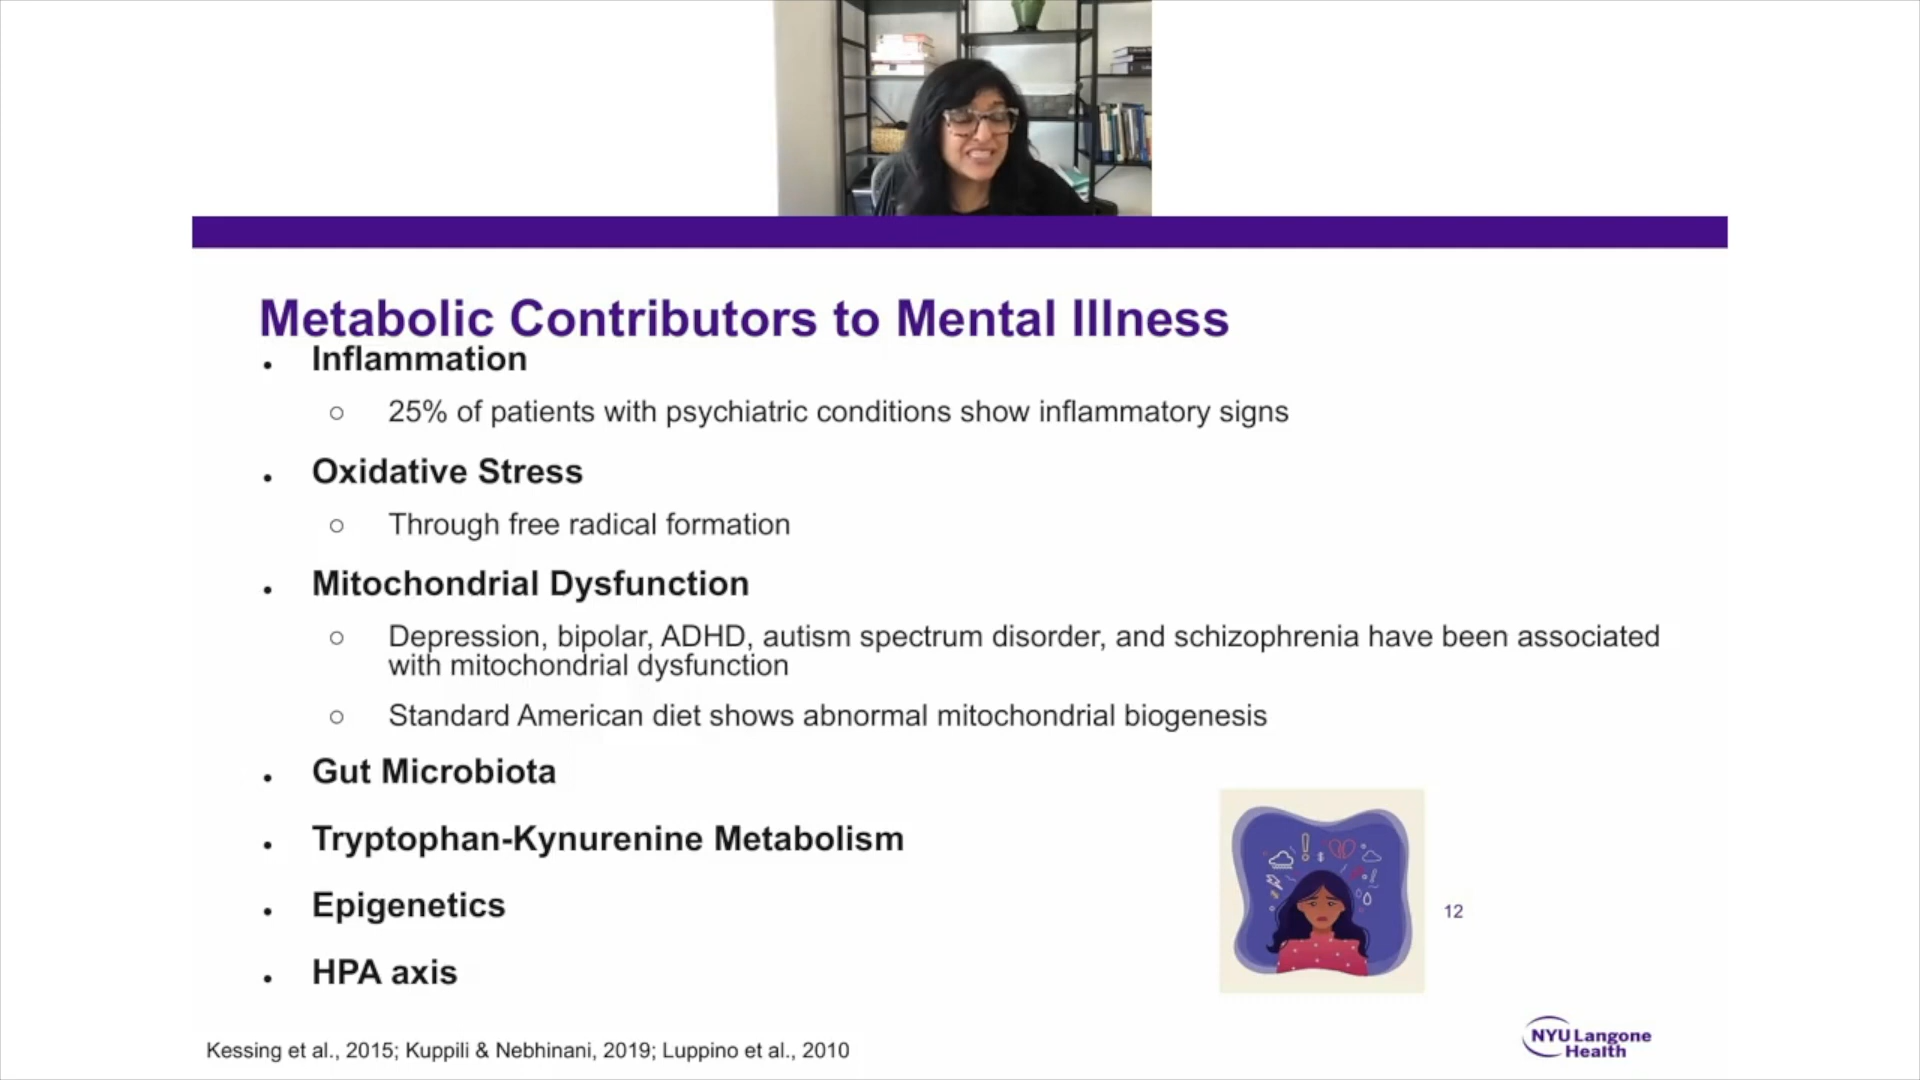 Metabolic Contributors to Mental Illness
• Inflammation
○ 25% of patients with psychiatric conditions show inflammatory signs
• Oxidative Stress
○ Through free radical formation
• Mitochondrial Dysfunction
○ Depression, bipolar, ADHD, autism spectrum disorder, and schizophrenia have been associated
with mitochondrial dysfunction
○ Standard American diet shows abnormal mitochondrial biogenesis
• Gut Microbiota
• Tryptophan-Kynurenine Metabolism
• Epigenetics
12
• HPA axis
Kessing et al., 2015; Kuppili & Nebhinani, 2019; Luppino et al., 2010
NYU Langone
Health